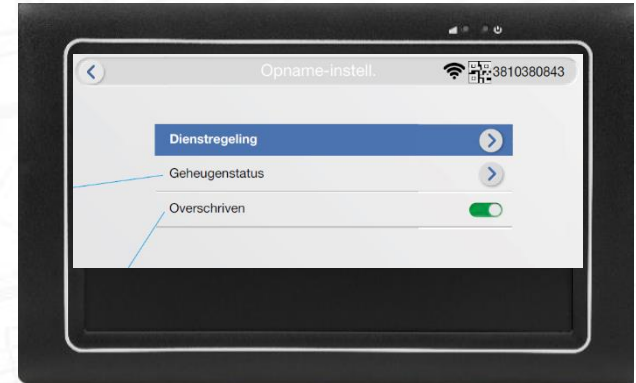 Opname-instell.
3810380843
Dienstregeling
Geheugenstatus
Overschriven